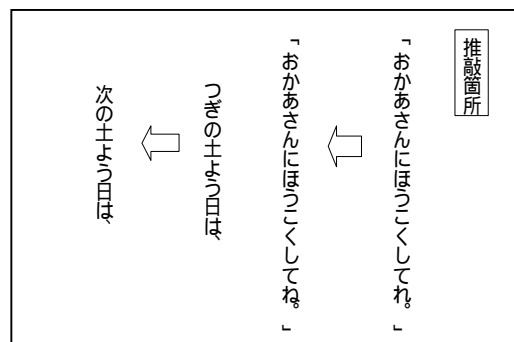 推敲箇所
「おかあさんにほうこくしてれ。」
「おかあさんにほうこくしてね。」
つぎの土よう日は、
次の土よう日は、